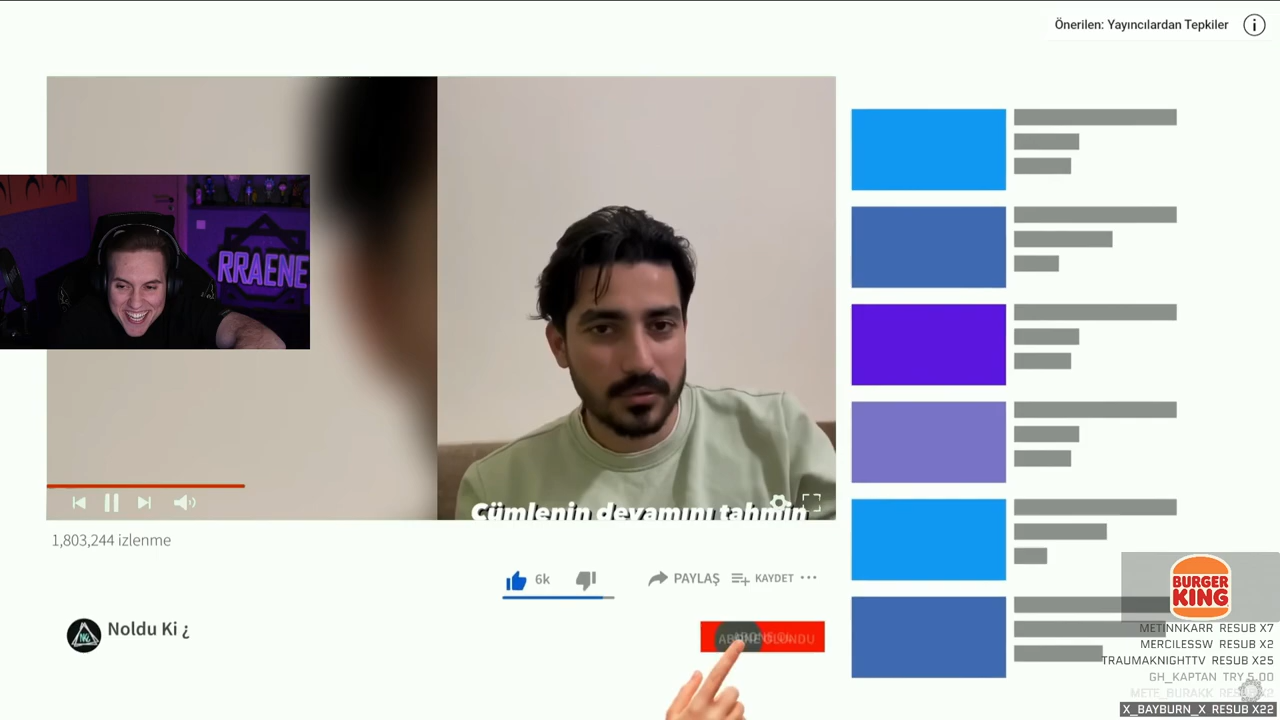 Önerilen: Yayıncılardan Tepkiler
RRAENE
Cümlenin devamını tahmin
1,803,244 izlenme
6k
PAYLAŞ
KAYDET
Noldu Ki ¿
BURGER
KING
METINNKARR RESUB X7
MERCILESSW RESUB X2
TRAUMAKNIGHTTV RESUB X25
GH_KAPTAN TRY 5.00
METE_BURAKK
X_BAYBURN_X RESUB X22